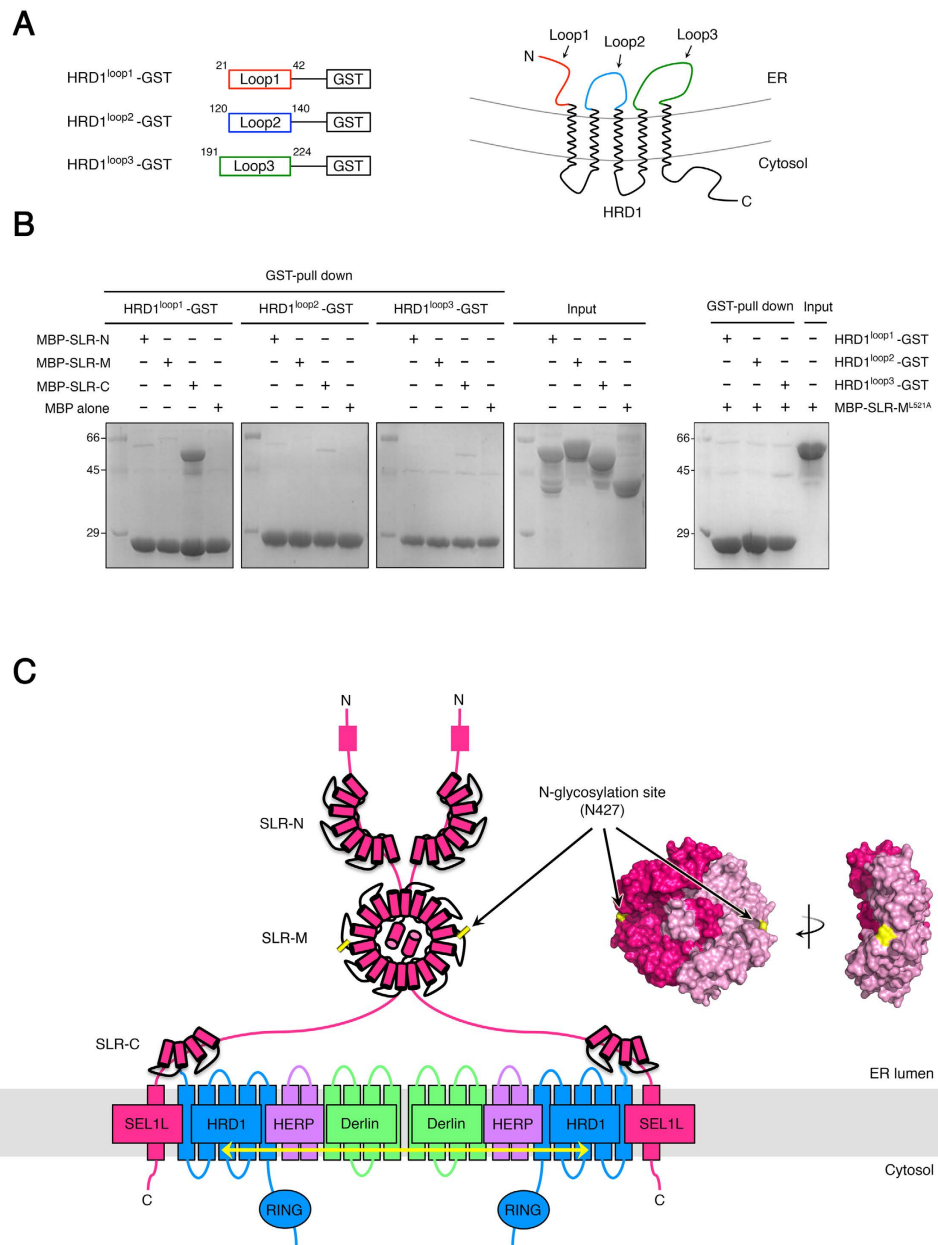 A
HRD1loop1-GST
21
42
Loop1
GST
HRD1loop2-GST
120
140
Loop2
GST
HRD1loop3-GST
191
224
Loop3
GST
N
Loop1
Loop2
Loop3
ER
Cytosol
HRD1
C
B
GST-pull down
HRD1loop1-GST
HRD1loop2-GST
HRD1loop3-GST
Input
MBP-SLR-N + – – – + – – – + – – – + – – –
MBP-SLR-M – + – – – + – – – + – – – + – –
MBP-SLR-C – – + – – – + – – – + – – – + –
MBP alone – – – + – – – + – – – + – – – +
66
45
29
66
45
29
GST-pull down
Input
+ – – – HRD1loop1-GST
– + – – HRD1loop2-GST
– – + – HRD1loop3-GST
+ + + + MBP-SLR-ML521A
C
N
N
SLR-N
N-glycosylation site
(N427)
SLR-M
SLR-C
ER lumen
SEL1L
HRD1
HERP
Derlin
Derlin
HERP
HRD1
SEL1L
Cytosol
C
C
RING
RING